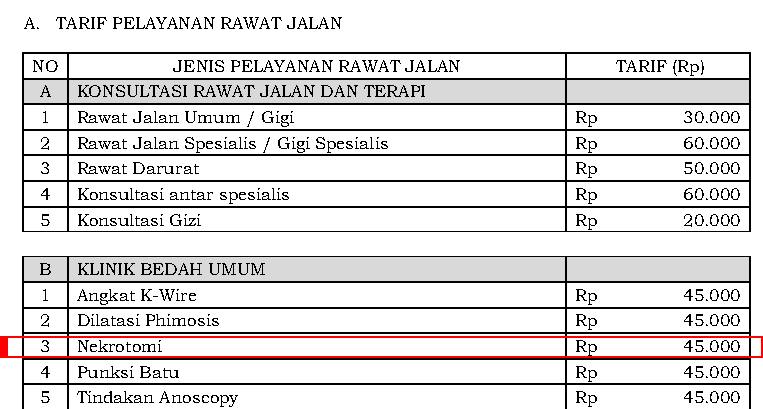 A. TARIF PELAYANAN RAWAT JALAN
NO JENIS PELAYANAN RAWAT JALAN TARIF (Rp)
A KONSULTASI RAWAT JALAN DAN TERAPI
1 Rawat Jalan Umum / Gigi Rp 30.000
2 Rawat Jalan Spesialis / Gigi Spesialis Rp 60.000
3 Rawat Darurat Rp 50.000
4 Konsultasi antar spesialis Rp 60.000
5 Konsultasi Gizi Rp 20.000
B KLINIK BEDAH UMUM
1 Angkat K-Wire Rp 45.000
2 Dilatasi Phimosis Rp 45.000
3 Nekrotomi Rp 45.000
4 Punksi Batu Rp 45.000
5 Tindakan Anoscopy Rp 45.000